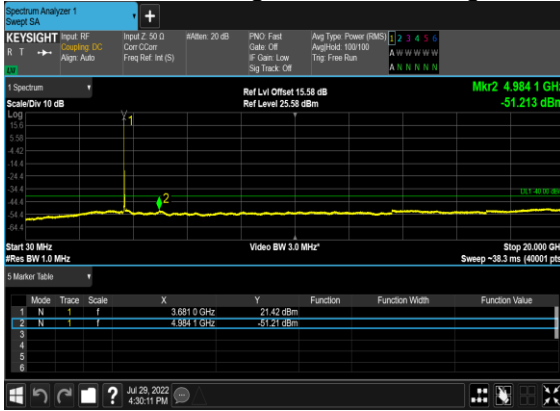 Spectrum Analyzer 1
Swept SA
+
KEYSIGHT
R T
Input: RF
Coupling: DC
Align: Auto
Input Z: 50 Ω
Corr CCorr
Freq Ref: Int (S)
#Atten: 20 dB
PNO: Fast
Gate: Off
IF Gain: Low
Sig Track: Off
Avg Type: Power (RMS)
Avg|Hold: 100/100
Trig: Free Run
1 2 3 4 5 6
A W W W W W
A N N N N N
1 Spectrum
Scale/Div 10 dB
Ref Lvl Offset 15.58 dB
Ref Level 25.58 dBm
Mkr2 4.984 1 GHz
-51.213 dBm
Log
15.6
5.58
-4.42
-14.4
-24.4
-34.4
-44.4
-54.4
-64.4
1
2
DL1 -40.00 dBm
Start 30 MHz
#Res BW 1.0 MHz
Video BW 3.0 MHz*
Stop 20.000 GHz
Sweep ~38.3 ms (40001 pts)
5 Marker Table
Mode Trace Scale X Y Function Function Width Function Value
1 N 1 f 3.681 0 GHz 21.42 dBm
2 N 1 f 4.984 1 GHz -51.21 dBm
3
4
5
6
?
Jul 29, 2022
4:30:11 PM